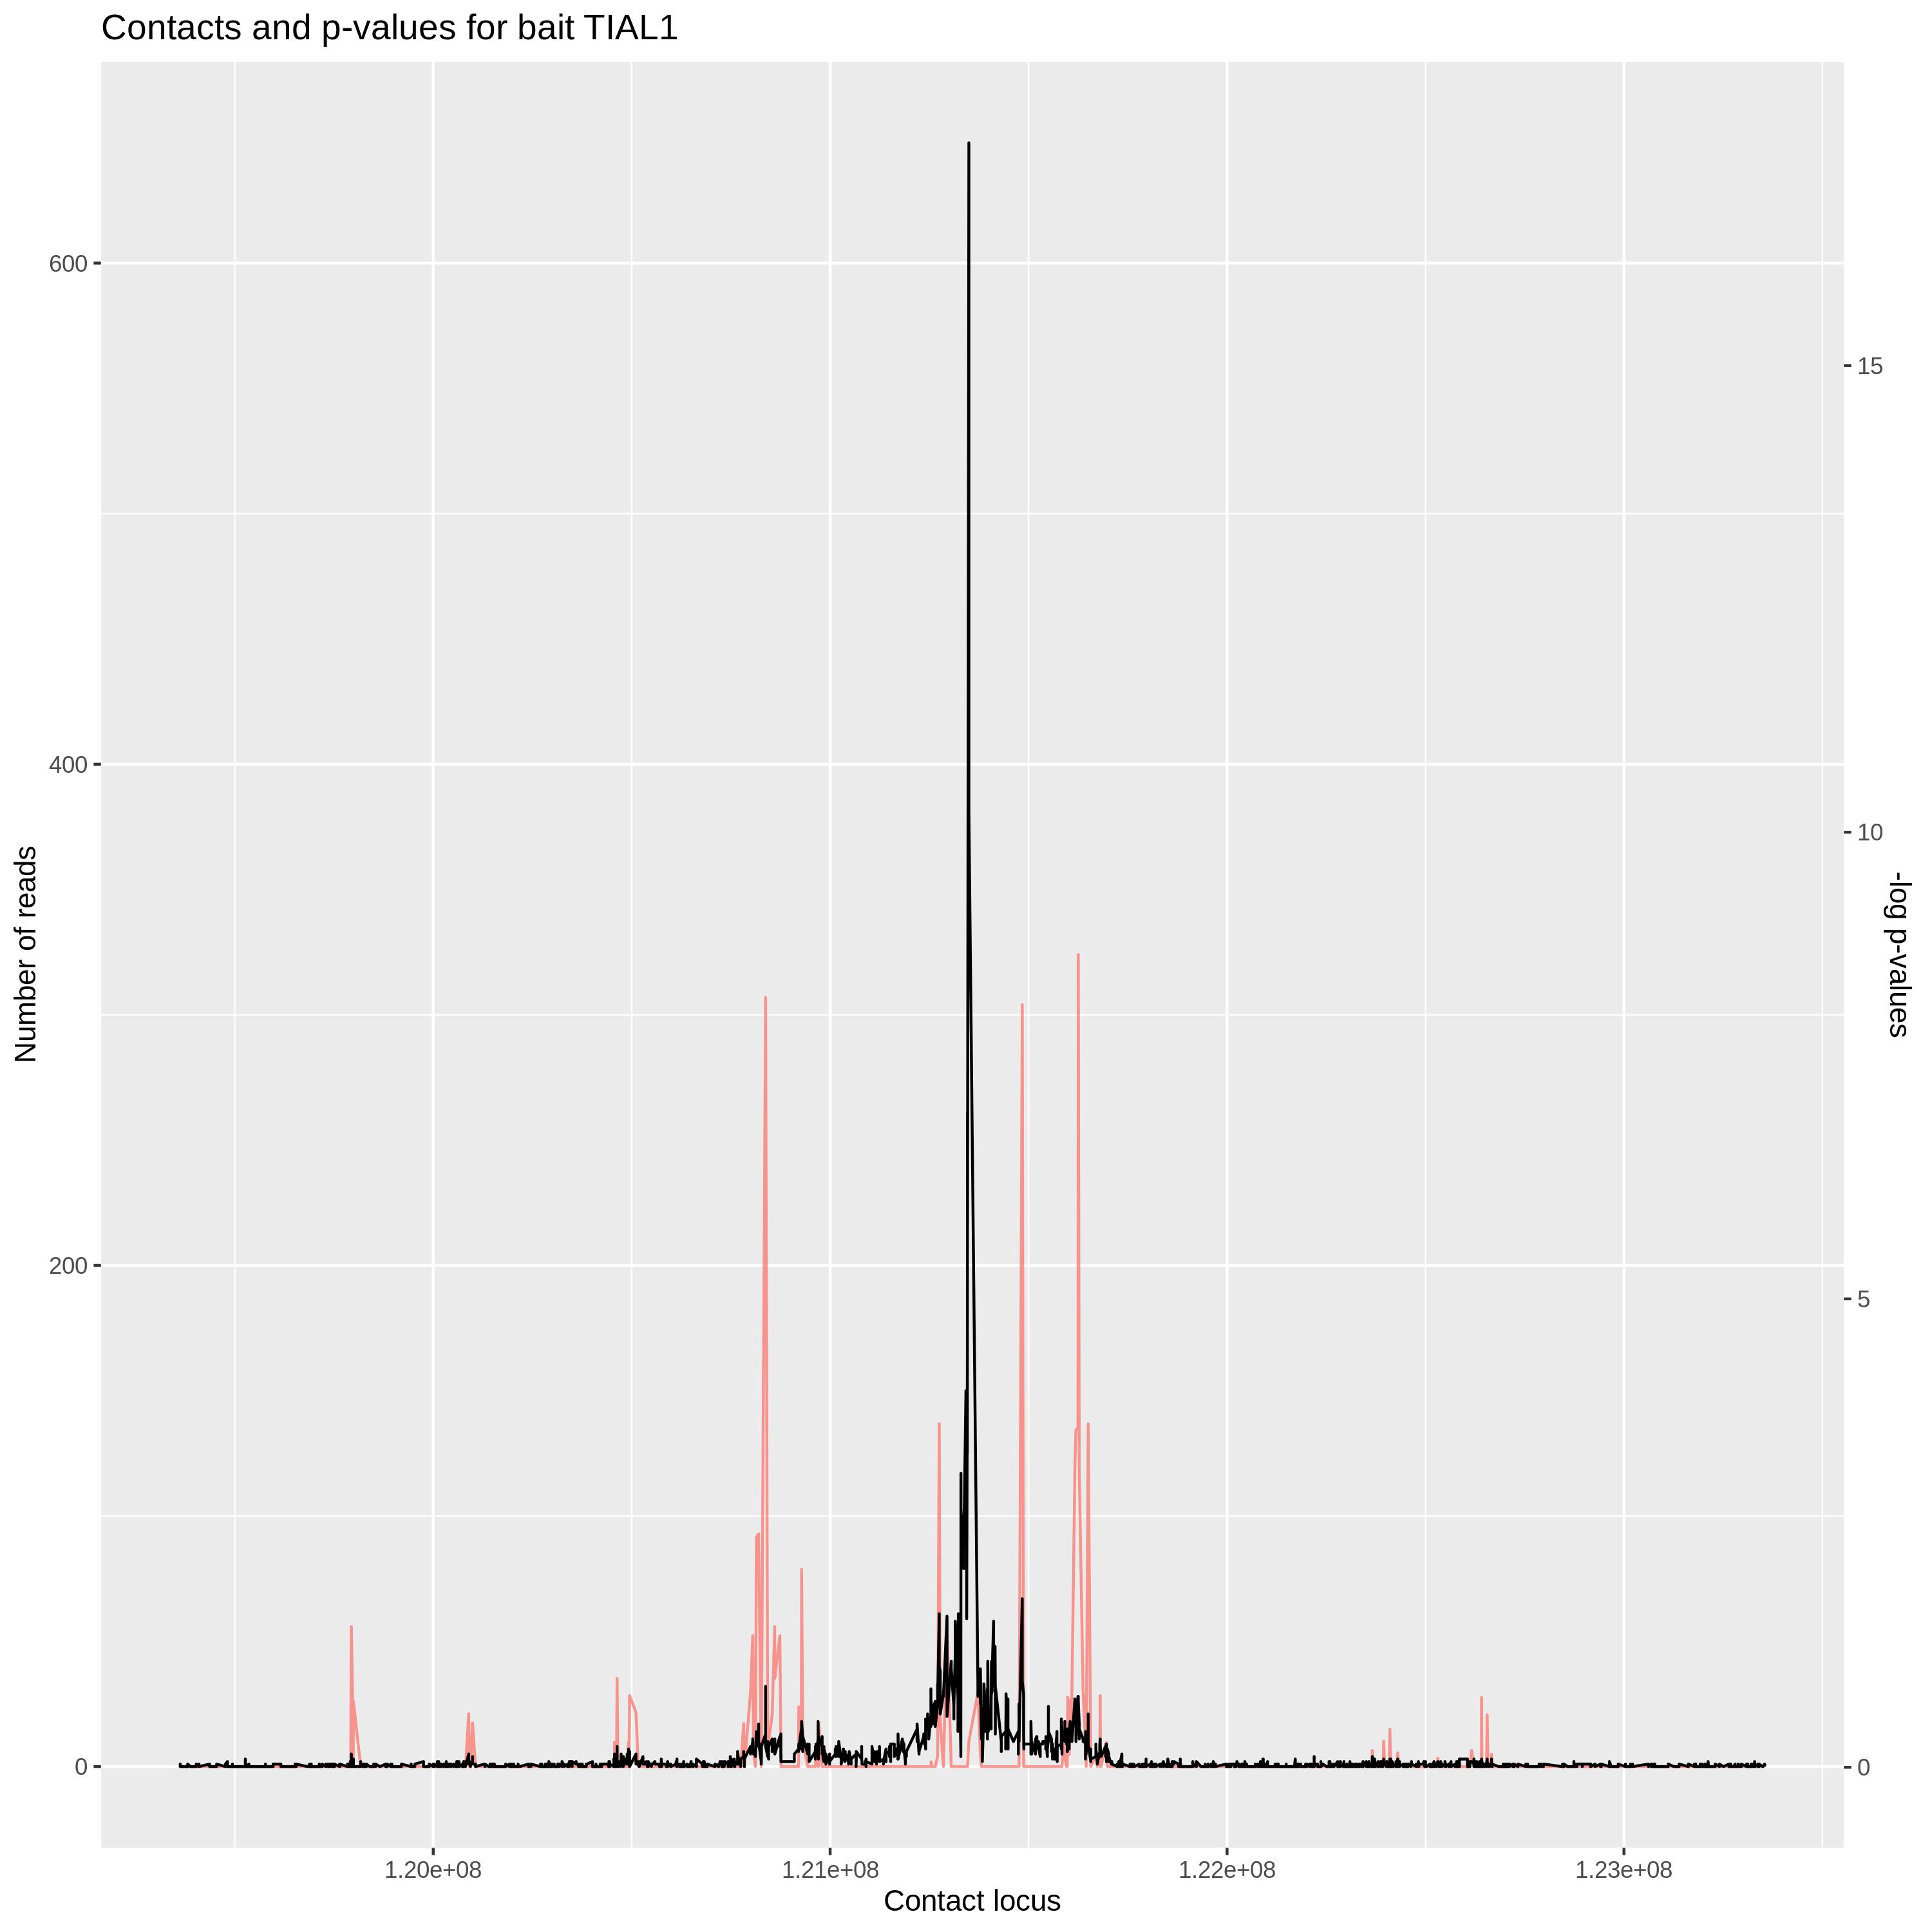 Contacts and p-values for bait TIAL1
600
400
200
0
15
10
5
0
Number of reads
-log p-values
1.20e+08
1.21e+08
1.22e+08
1.23e+08
Contact locus